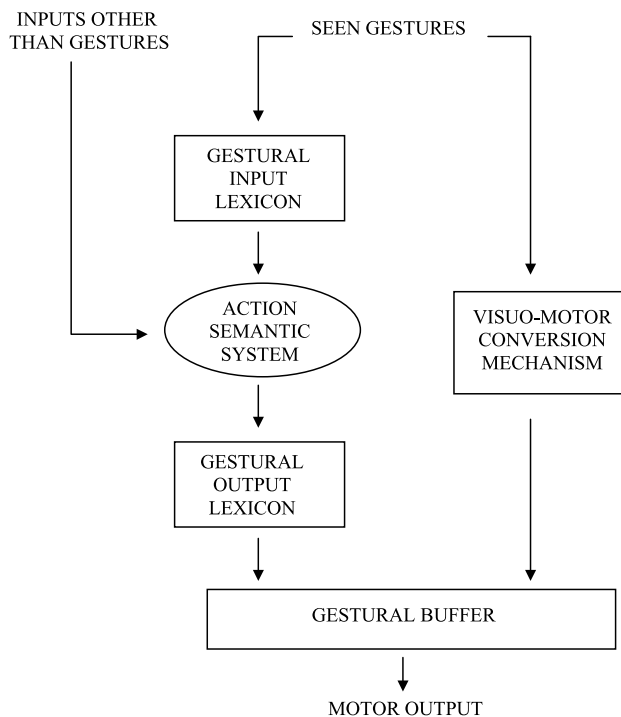 INPUTS OTHER
THAN GESTURES
SEEN GESTURES
GESTURAL
INPUT
LEXICON
ACTION
SEMANTIC
SYSTEM
VISUO-MOTOR
CONVERSION
MECHANISM
GESTURAL
OUTPUT
LEXICON
GESTURAL BUFFER
MOTOR OUTPUT